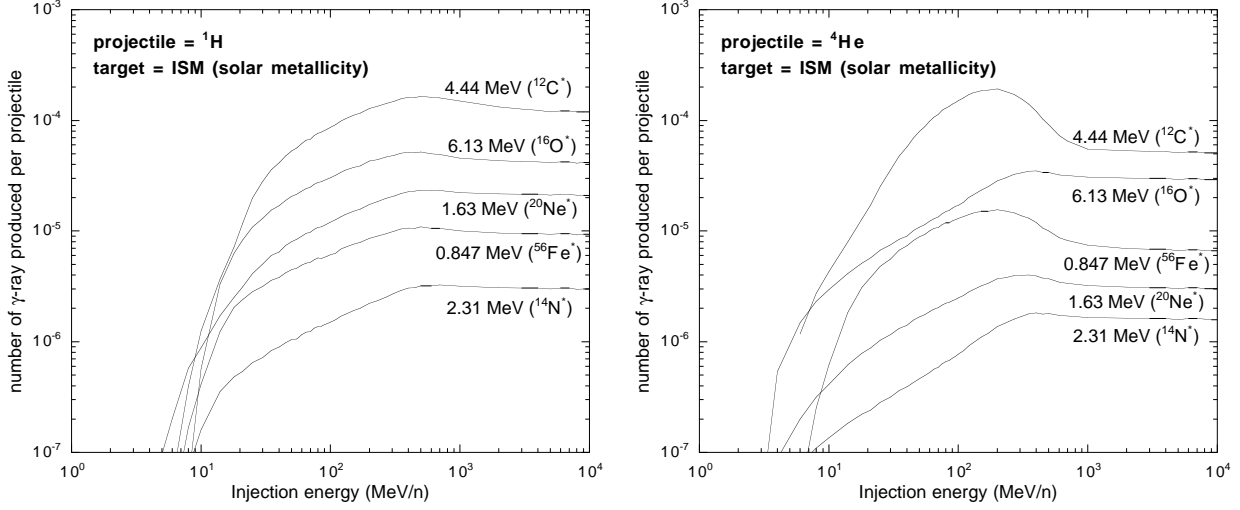 10⁻³
10⁻⁴
10⁻⁵
10⁻⁶
10⁻⁷
number of γ-ray produced per projectile
projectile = ¹H
target = ISM (solar metallicity)
4.44 MeV (¹²C*)
6.13 MeV (¹⁶O*)
1.63 MeV (²⁰Ne*)
0.847 MeV (⁵⁶Fe*)
2.31 MeV (¹⁴N*)
10⁰ 10¹ 10² 10³ 10⁴
Injection energy (MeV/n)
10⁻³
10⁻⁴
10⁻⁵
10⁻⁶
10⁻⁷
number of γ-ray produced per projectile
projectile = ⁴He
target = ISM (solar metallicity)
4.44 MeV (¹²C*)
6.13 MeV (¹⁶O*)
0.847 MeV (⁵⁶Fe*)
1.63 MeV (²⁰Ne*)
2.31 MeV (¹⁴N*)
10⁰ 10¹ 10² 10³ 10⁴
Injection energy (MeV/n)